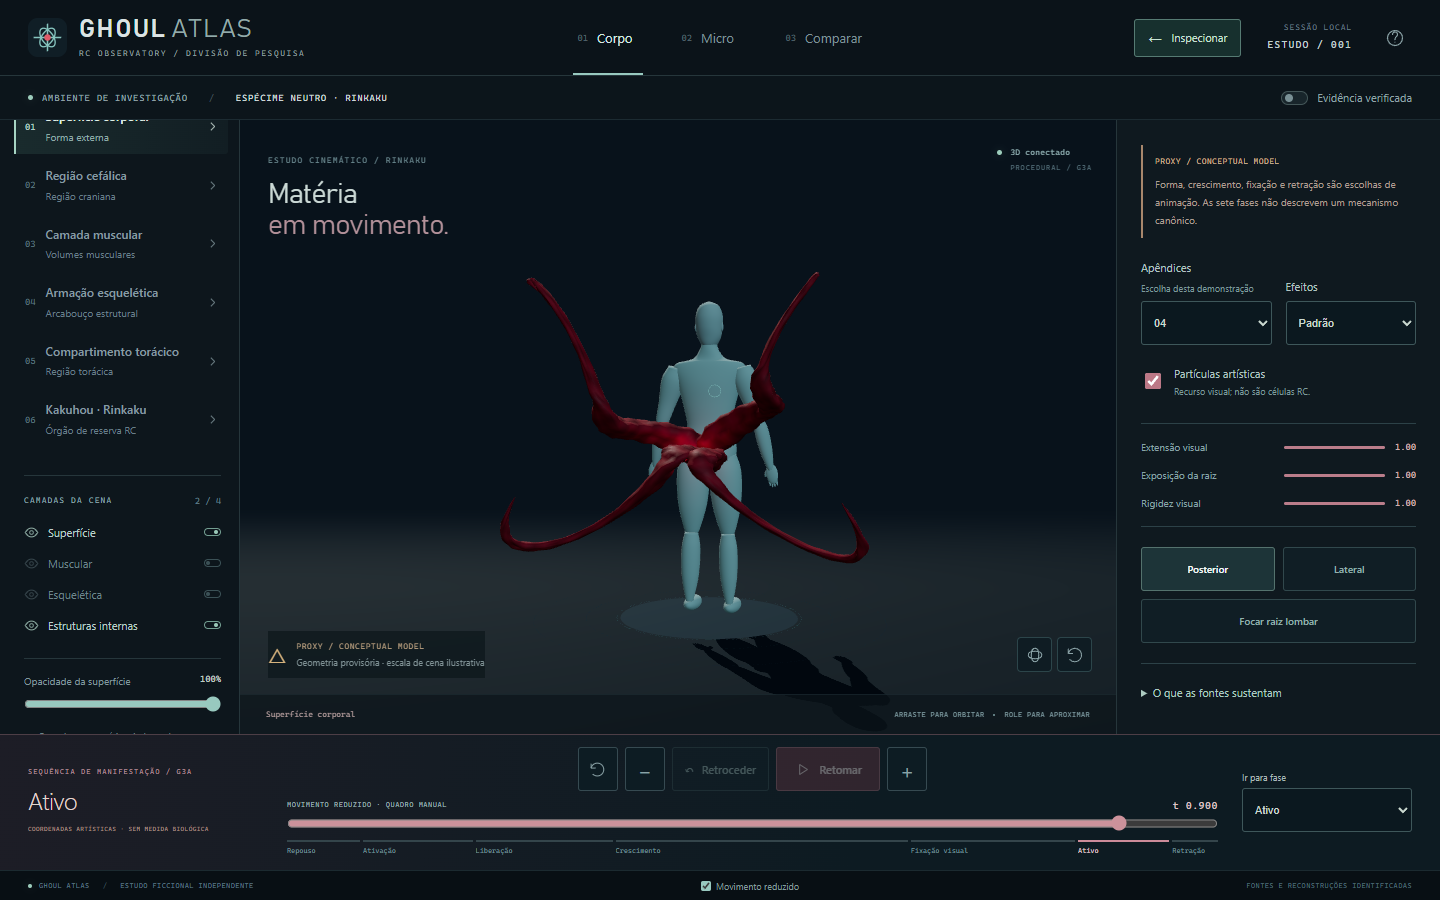 GHOUL ATLAS
RC OBSERVATORY / DIVISÃO DE PESQUISA
01 Corpo
02 Micro
03 Comparar
← Inspecionar
SESSÃO LOCAL
ESTUDO / 001
?
AMBIENTE DE INVESTIGAÇÃO / ESPÉCIME NEUTRO · RINKAKU
Evidência verificada
01 Superfície corporal
Forma externa
02 Região cefálica
Região craniana
03 Camada muscular
Volumes musculares
04 Armação esquelética
Arcabouço estrutural
05 Compartimento torácico
Região torácica
06 Kakuhou · Rinkaku
Órgão de reserva RC
CAMADAS DA CENA 2 / 4
Superfície
Muscular
Esquelética
Estruturas internas
Opacidade da superfície 100%
ESTUDO CINEMÁTICO / RINKAKU
Matéria
em movimento.
3D conectado
PROCEDURAL / G3A
PROXY / CONCEPTUAL MODEL
Geometria provisória · escala de cena ilustrativa
Superfície corporal
ARRASTE PARA ORBITAR • ROLE PARA APROXIMAR
PROXY / CONCEPTUAL MODEL
Forma, crescimento, fixação e retração são escolhas de
animação. As sete fases não descrevem um mecanismo
canônico.
Apêndices
Escolha desta demonstração
04
Efeitos
Padrão
Partículas artísticas
Recurso visual; não são células RC.
Extensão visual 1.00
Exposição da raiz 1.00
Rigidez visual 1.00
Posterior
Lateral
Focar raiz lombar
O que as fontes sustentam
SEQUÊNCIA DE MANIFESTAÇÃO / G3A
Ativo
COORDENADAS ARTÍSTICAS · SEM MEDIDA BIOLÓGICA
−
Retroceder
Retomar
+
MOVIMENTO REDUZIDO · QUADRO MANUAL
t 0.900
Repouso
Ativação
Liberação
Crescimento
Fixação visual
Ativo
Retração
Ir para fase
Ativo
GHOUL ATLAS / ESTUDO FICCIONAL INDEPENDENTE
Movimento reduzido
FONTES E RECONSTRUÇÕES IDENTIFICADAS